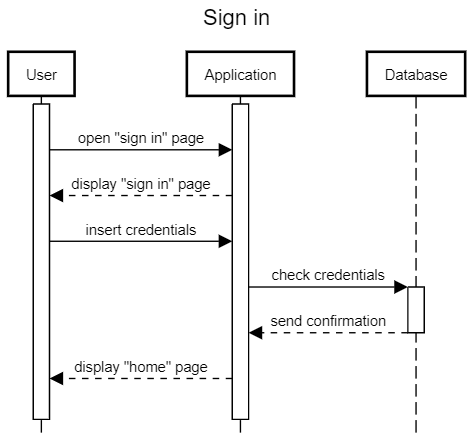 Sign in
User
Application
Database
open "sign in" page
display "sign in" page
insert credentials
check credentials
send confirmation
display "home" page